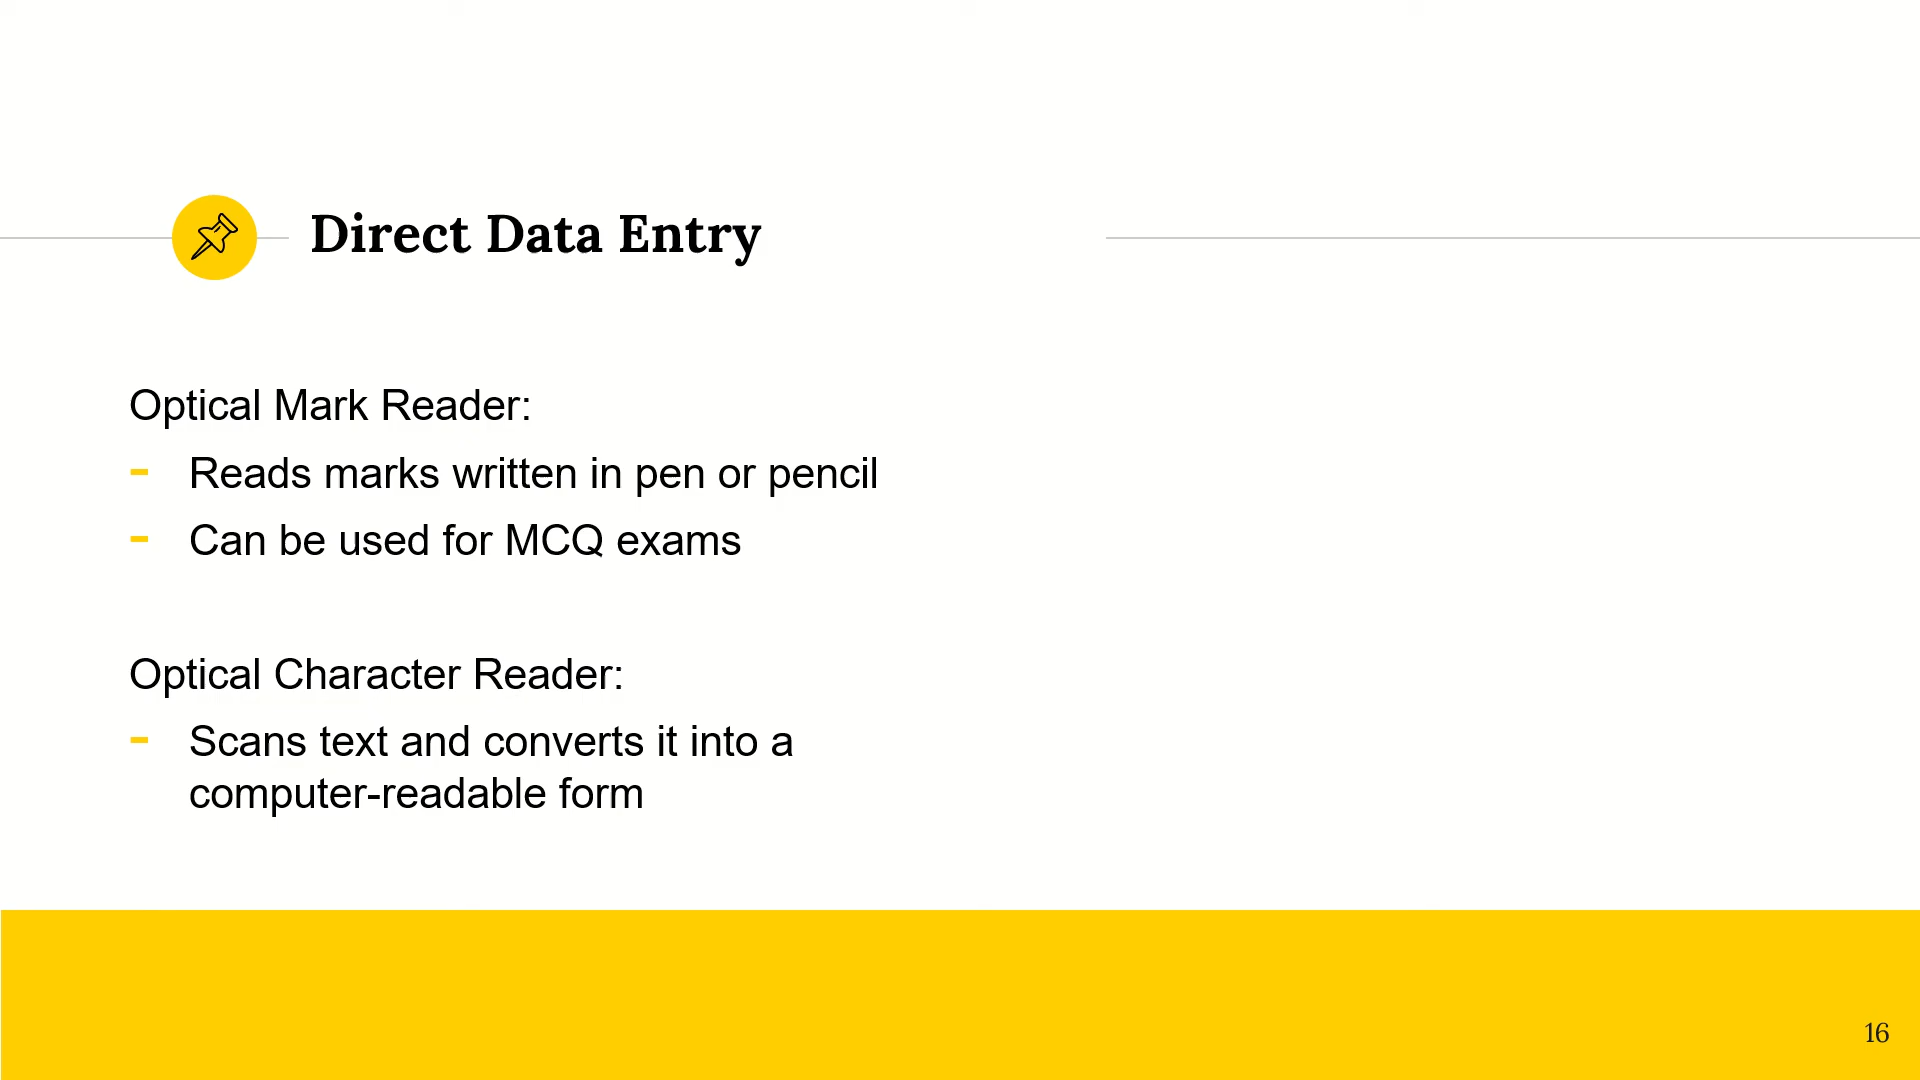 Direct Data Entry
Optical Mark Reader:
- Reads marks written in pen or pencil
- Can be used for MCQ exams
Optical Character Reader:
- Scans text and converts it into a
computer-readable form
16